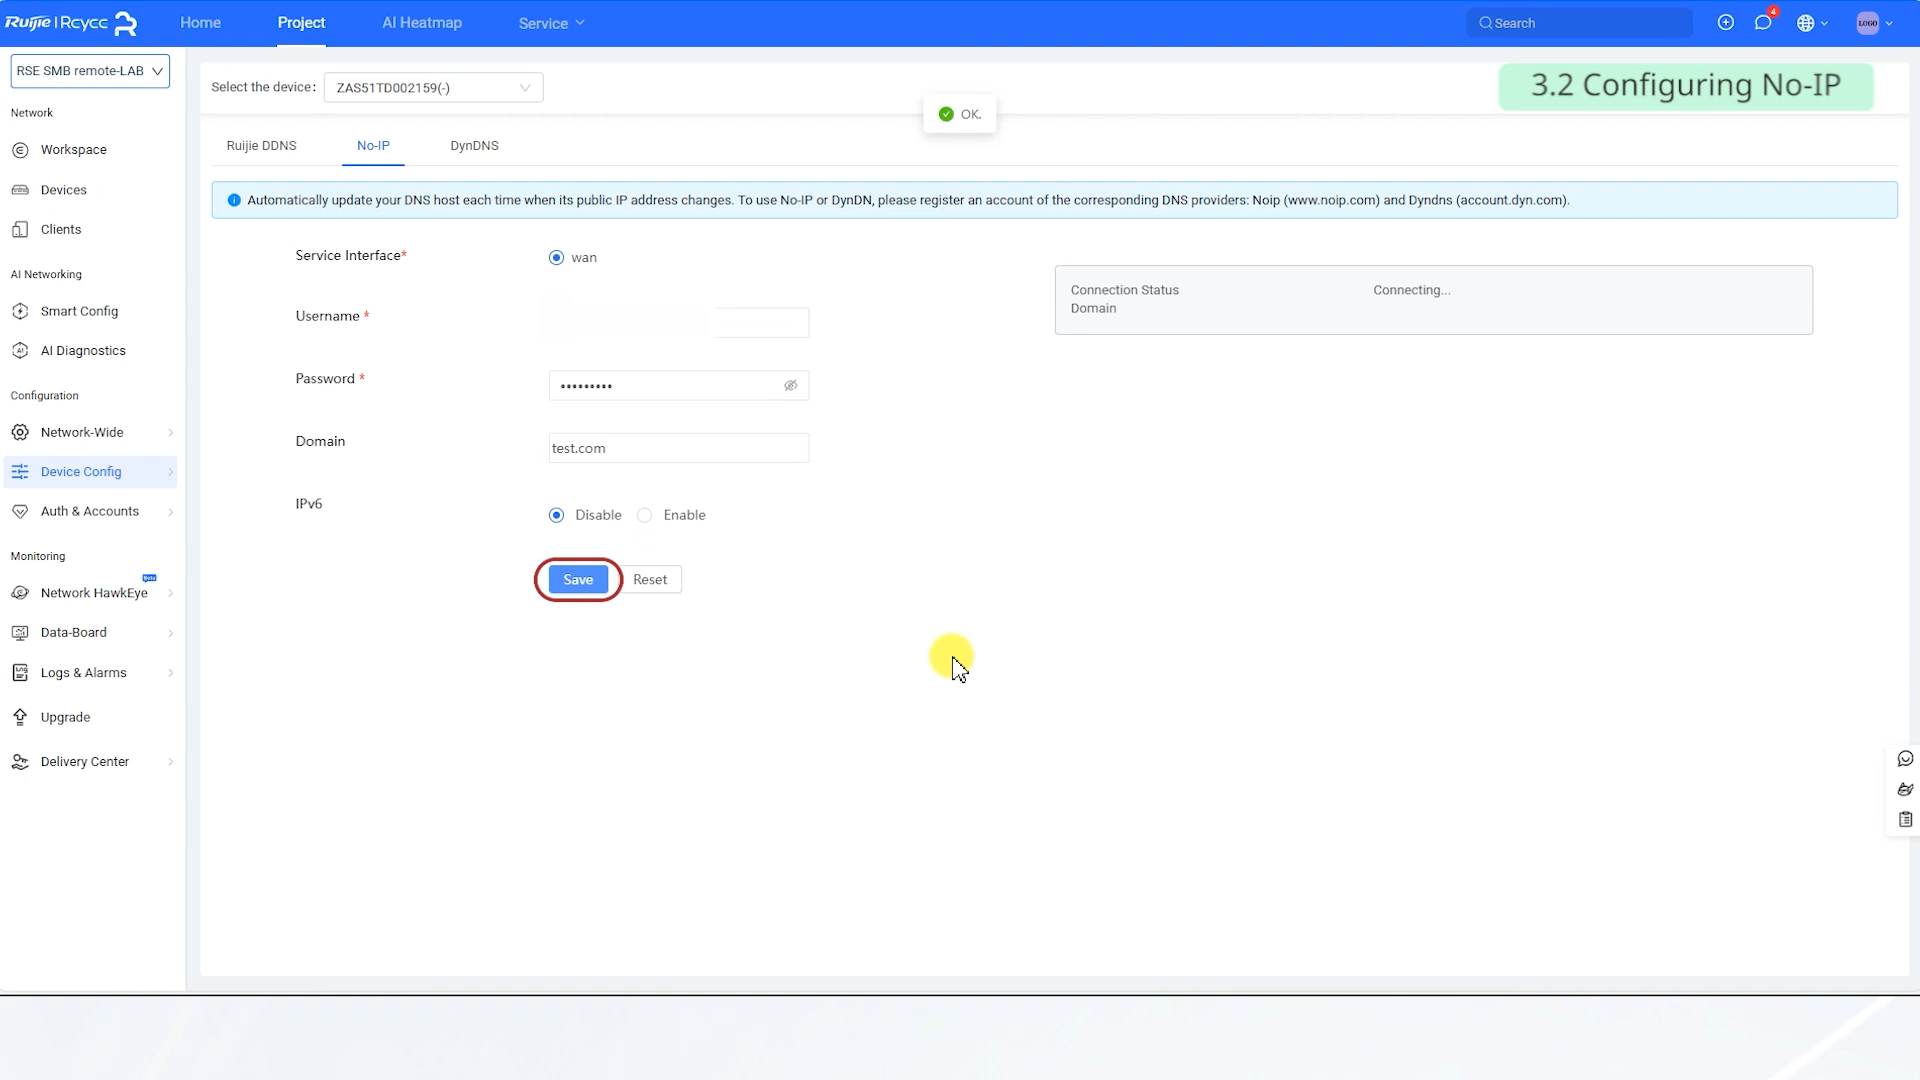 Ruijie | Rcycc
Home
Project
AI Heatmap
Service
Search
4
LOGO
RSE SMB remote-LAB
Select the device:
ZAS51TD002159(-)
3.2 Configuring No-IP
OK.
Network
Workspace
Devices
Clients
AI Networking
Smart Config
AI Diagnostics
Configuration
Network-Wide
Device Config
Auth & Accounts
Monitoring
Beta
Network HawkEye
Data-Board
Logs & Alarms
Upgrade
Delivery Center
Ruijie DDNS
No-IP
DynDNS
Automatically update your DNS host each time when its public IP address changes. To use No-IP or DynDN, please register an account of the corresponding DNS providers: Noip (www.noip.com) and Dyndns (account.dyn.com).
Service Interface*
wan
Username *
Password *
•••••••••
Domain
test.com
IPv6
Disable
Enable
Save
Reset
Connection Status
Connecting...
Domain